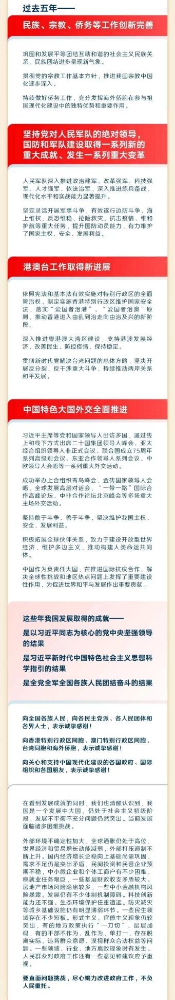 过去五年——
民族、宗教、侨务等工作创新完善
巩固和发展平等团结互助和谐的社会主义民族关
系，民族团结进步呈现新气象。
贯彻党的宗教工作基本方针，推进我国宗教中国
化逐步深入。
持续做好侨务工作，充分发挥海外侨胞在参与祖
国现代化建设中的独特优势和重要作用。
坚持党对人民军队的绝对领导，
国防和军队建设取得一系列新的
重大成就、发生一系列重大变革
人民军队深入推进政治建军、改革强军、科技强
军、人才强军、依法治军，深入推进练兵备战，
现代化水平和实战能力显著提升。
坚定灵活开展军事斗争，有效遂行边防斗争、海
上维权、反恐维稳、抢险救灾、抗击疫情、维和
护航等重大任务，提升国防动员能力，有力维护
了国家主权、安全、发展利益。
港澳台工作取得新进展
依照宪法和基本法有效实施对特别行政区的全面
管治权，制定实施香港特别行政区维护国家安全
法，落实“爱国者治港”、“爱国者治澳”原
则，推动香港进入由乱到治走向由治及兴的新阶
段。
深入推进粤港澳大湾区建设，支持港澳发展经
济、改善民生、防控疫情、保持稳定。
贯彻新时代党解决台湾问题的总体方略，坚决开
展反分裂、反干涉重大斗争，持续推动两岸关系
和平发展。
中国特色大国外交全面推进
习近平主席等党和国家领导人出访多国，通过线
上和线下方式出席二十国集团领导人峰会、亚太
经合组织领导人非正式会议、联合国成立75周年
系列高级别会议、东亚合作领导人系列会议、中
欧领导人会晤等一系列重大外交活动。
成功举办上合组织青岛峰会、金砖国家领导人会
晤、全球发展高层对话会、“一带一路”国际合
作高峰论坛、中非合作论坛北京峰会等多场重大
主场外交活动。
坚持敢于斗争、善于斗争，坚决维护我国主权、
安全、发展利益。
积极拓展全球伙伴关系，致力于建设开放型世界
经济，维护多边主义，推动构建人类命运共同
体。
中国作为负责任大国，在推进国际抗疫合作、解
决全球性挑战和地区热点问题上发挥了重要建设
性作用，为促进世界和平与发展作出重要贡献。
这些年我国发展取得的成就——
是以习近平同志为核心的党中央坚强领导
的结果
是习近平新时代中国特色社会主义思想科
学指引的结果
是全党全军全国各族人民团结奋斗的结果
向全国各族人民，向各民主党派、各人民团体和
各界人士，表示诚挚感谢！
向香港特别行政区同胞、澳门特别行政区同胞、
台湾同胞和海外侨胞，表示诚挚感谢！
向关心和支持中国现代化建设的各国政府、国际
组织和各国朋友，表示诚挚感谢！
在看到发展成就的同时，我们也清醒认识到，我
国是一个发展中大国，仍处于社会主义初级阶
段，发展不平衡不充分问题仍然突出。当前发展
面临诸多困难挑战。
外部环境不确定性加大，全球通胀仍处于高位，
世界经济和贸易增长动能减弱，外部打压遏制不
断上升。国内经济增长企稳向上基础尚需巩固，
需求不足仍是突出矛盾，民间投资和民营企业预
期不稳，中小微企业和个体工商户有不少困难，
稳就业任务艰巨，一些基层财政收支矛盾较大。
房地产市场风险隐患较多，一些中小金融机构风
险暴露。发展仍有不少体制机制障碍。科技创新
能力还不强。生态环境保护任重道远。防灾减灾
等城乡基础设施仍有明显薄弱环节。一些民生领
域存在不少短板。形式主义、官僚主义现象仍较
突出，有的地方政策执行“一刀切”、层层加
码，有的干部不作为、乱作为、单打一，存在脱
离实际、违背群众意愿、漠视群众合法权益等问
题。一些领域、行业、地方腐败现象时有发生。
人民群众对政府工作还有一些意见和建议应予重
视。
要直面问题挑战，尽心竭力改进政府工作，不负
人民重托。